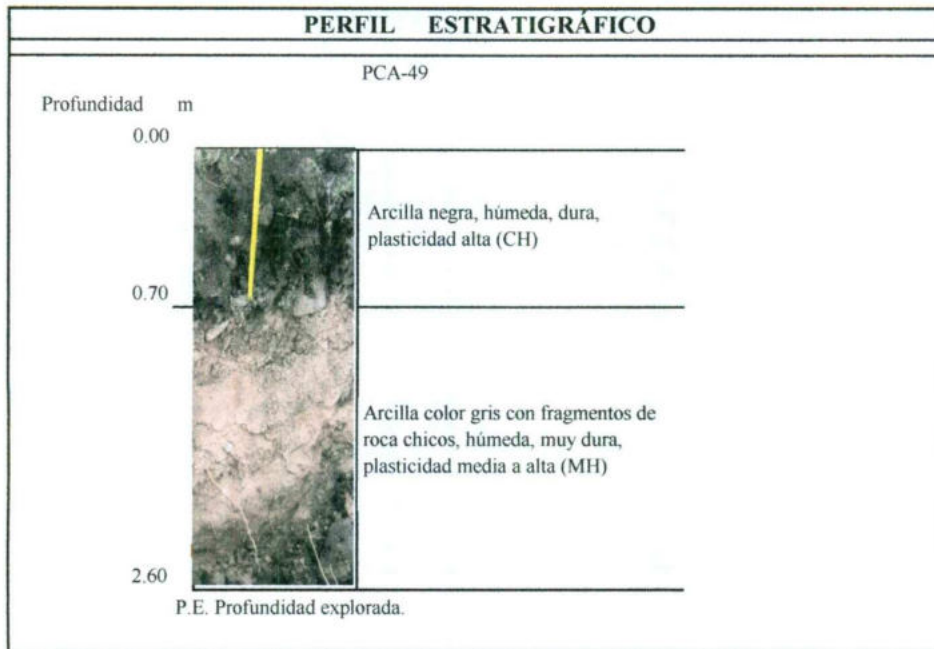 PERFIL ESTRATIGRÁFICO
PCA-49
Profundidad m
0.00
Arcilla negra, húmeda, dura,
plasticidad alta (CH)
0.70
Arcilla color gris con fragmentos de
roca chicos, húmeda, muy dura,
plasticidad media a alta (MH)
2.60
P.E. Profundidad explorada.